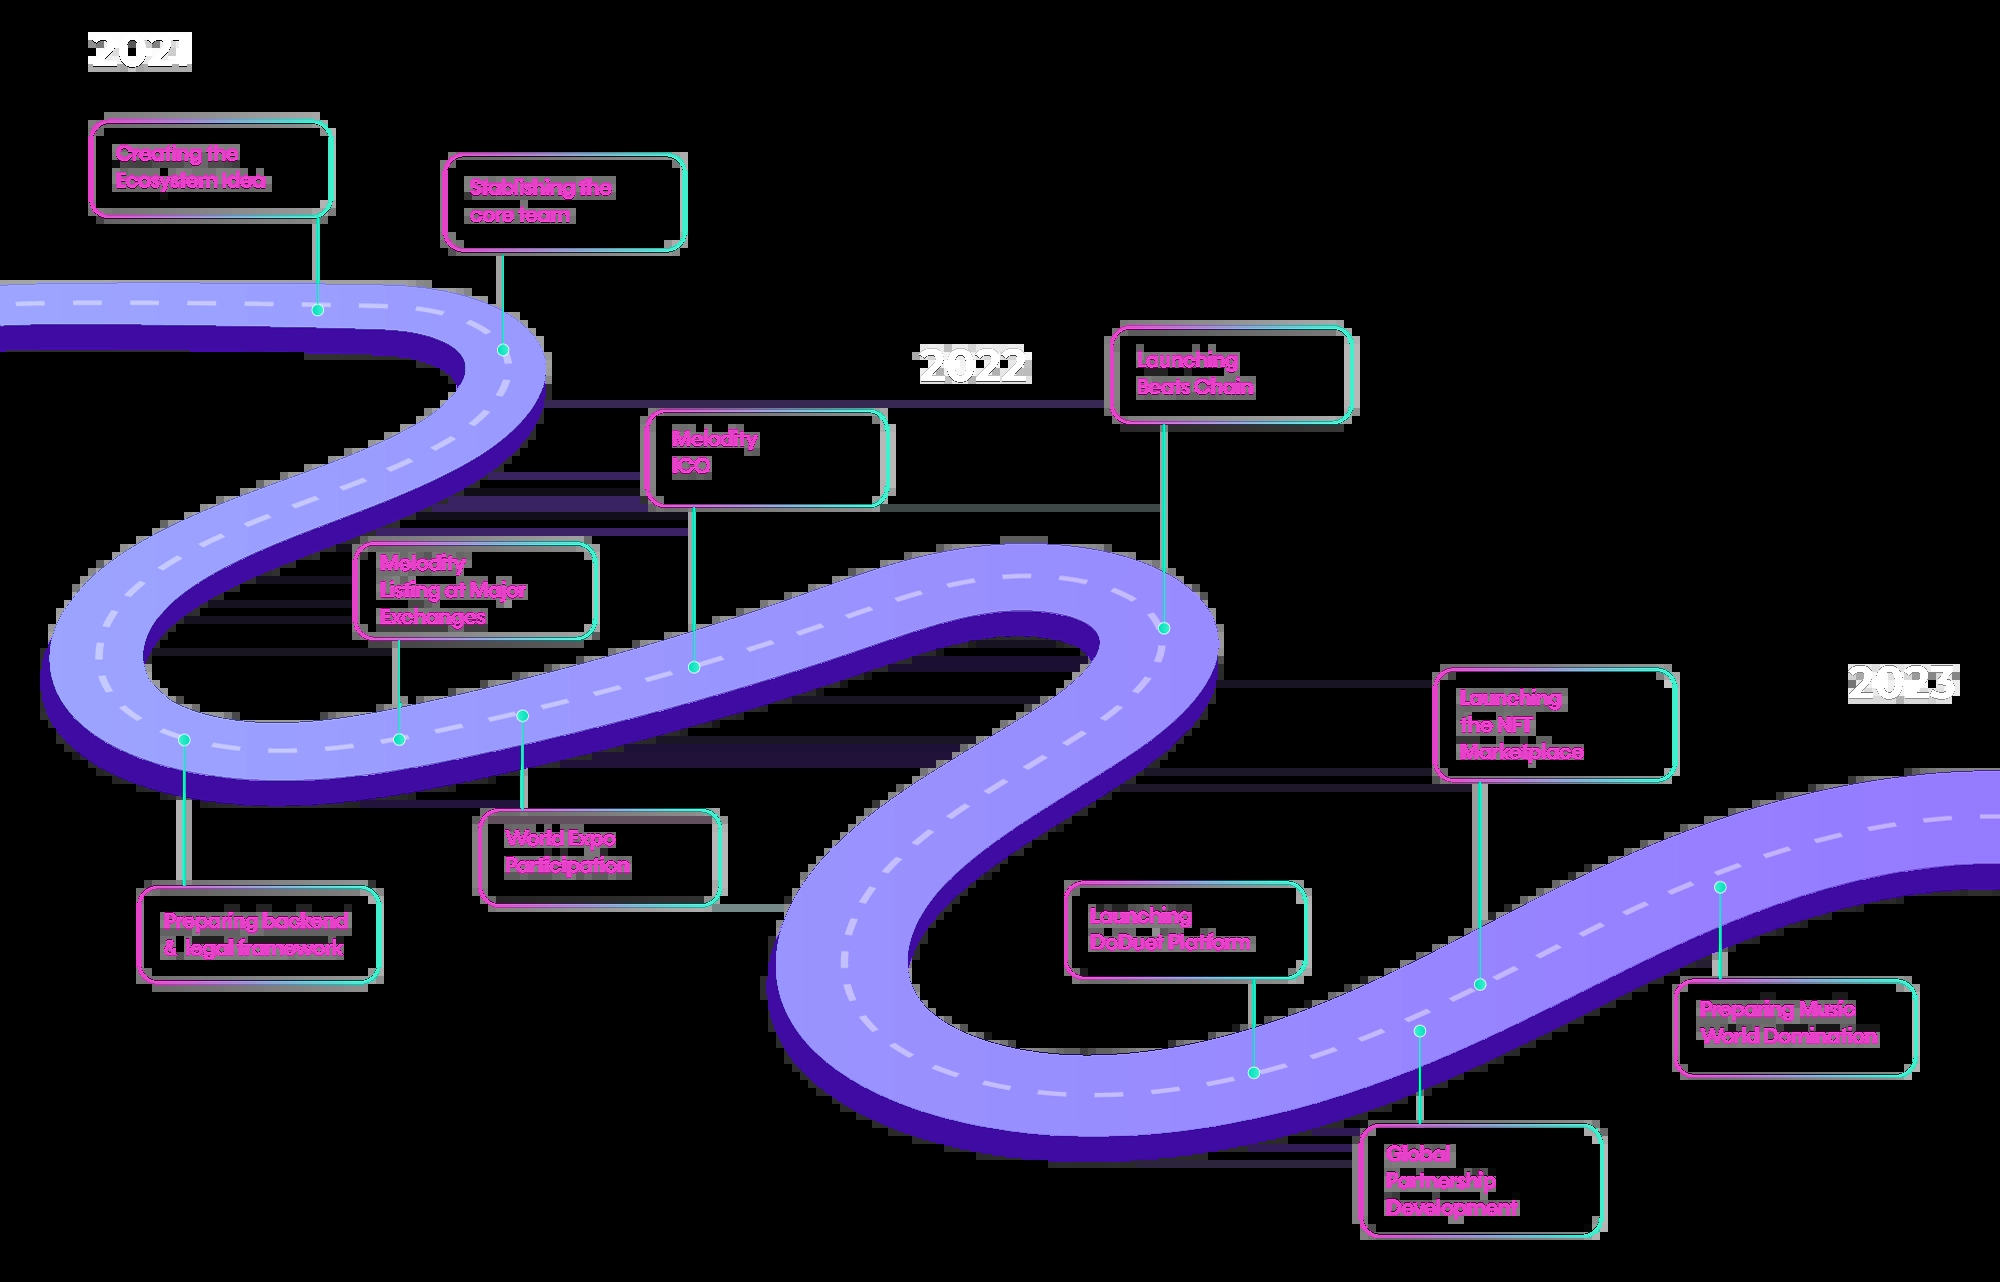 2021
Creating the
Ecosystem Idea
Stablishing the
core team
2022
Launching
Beats Chain
Melodity
ICO
Melodity
Listing at Major
Exchanges
Launching
the NFT
Marketplace
2023
World Expo
Participation
Preparing backend
& legal framework
Launching
DoDuet Platform
Preparing Music
World Domination
Global
Partnership
Development